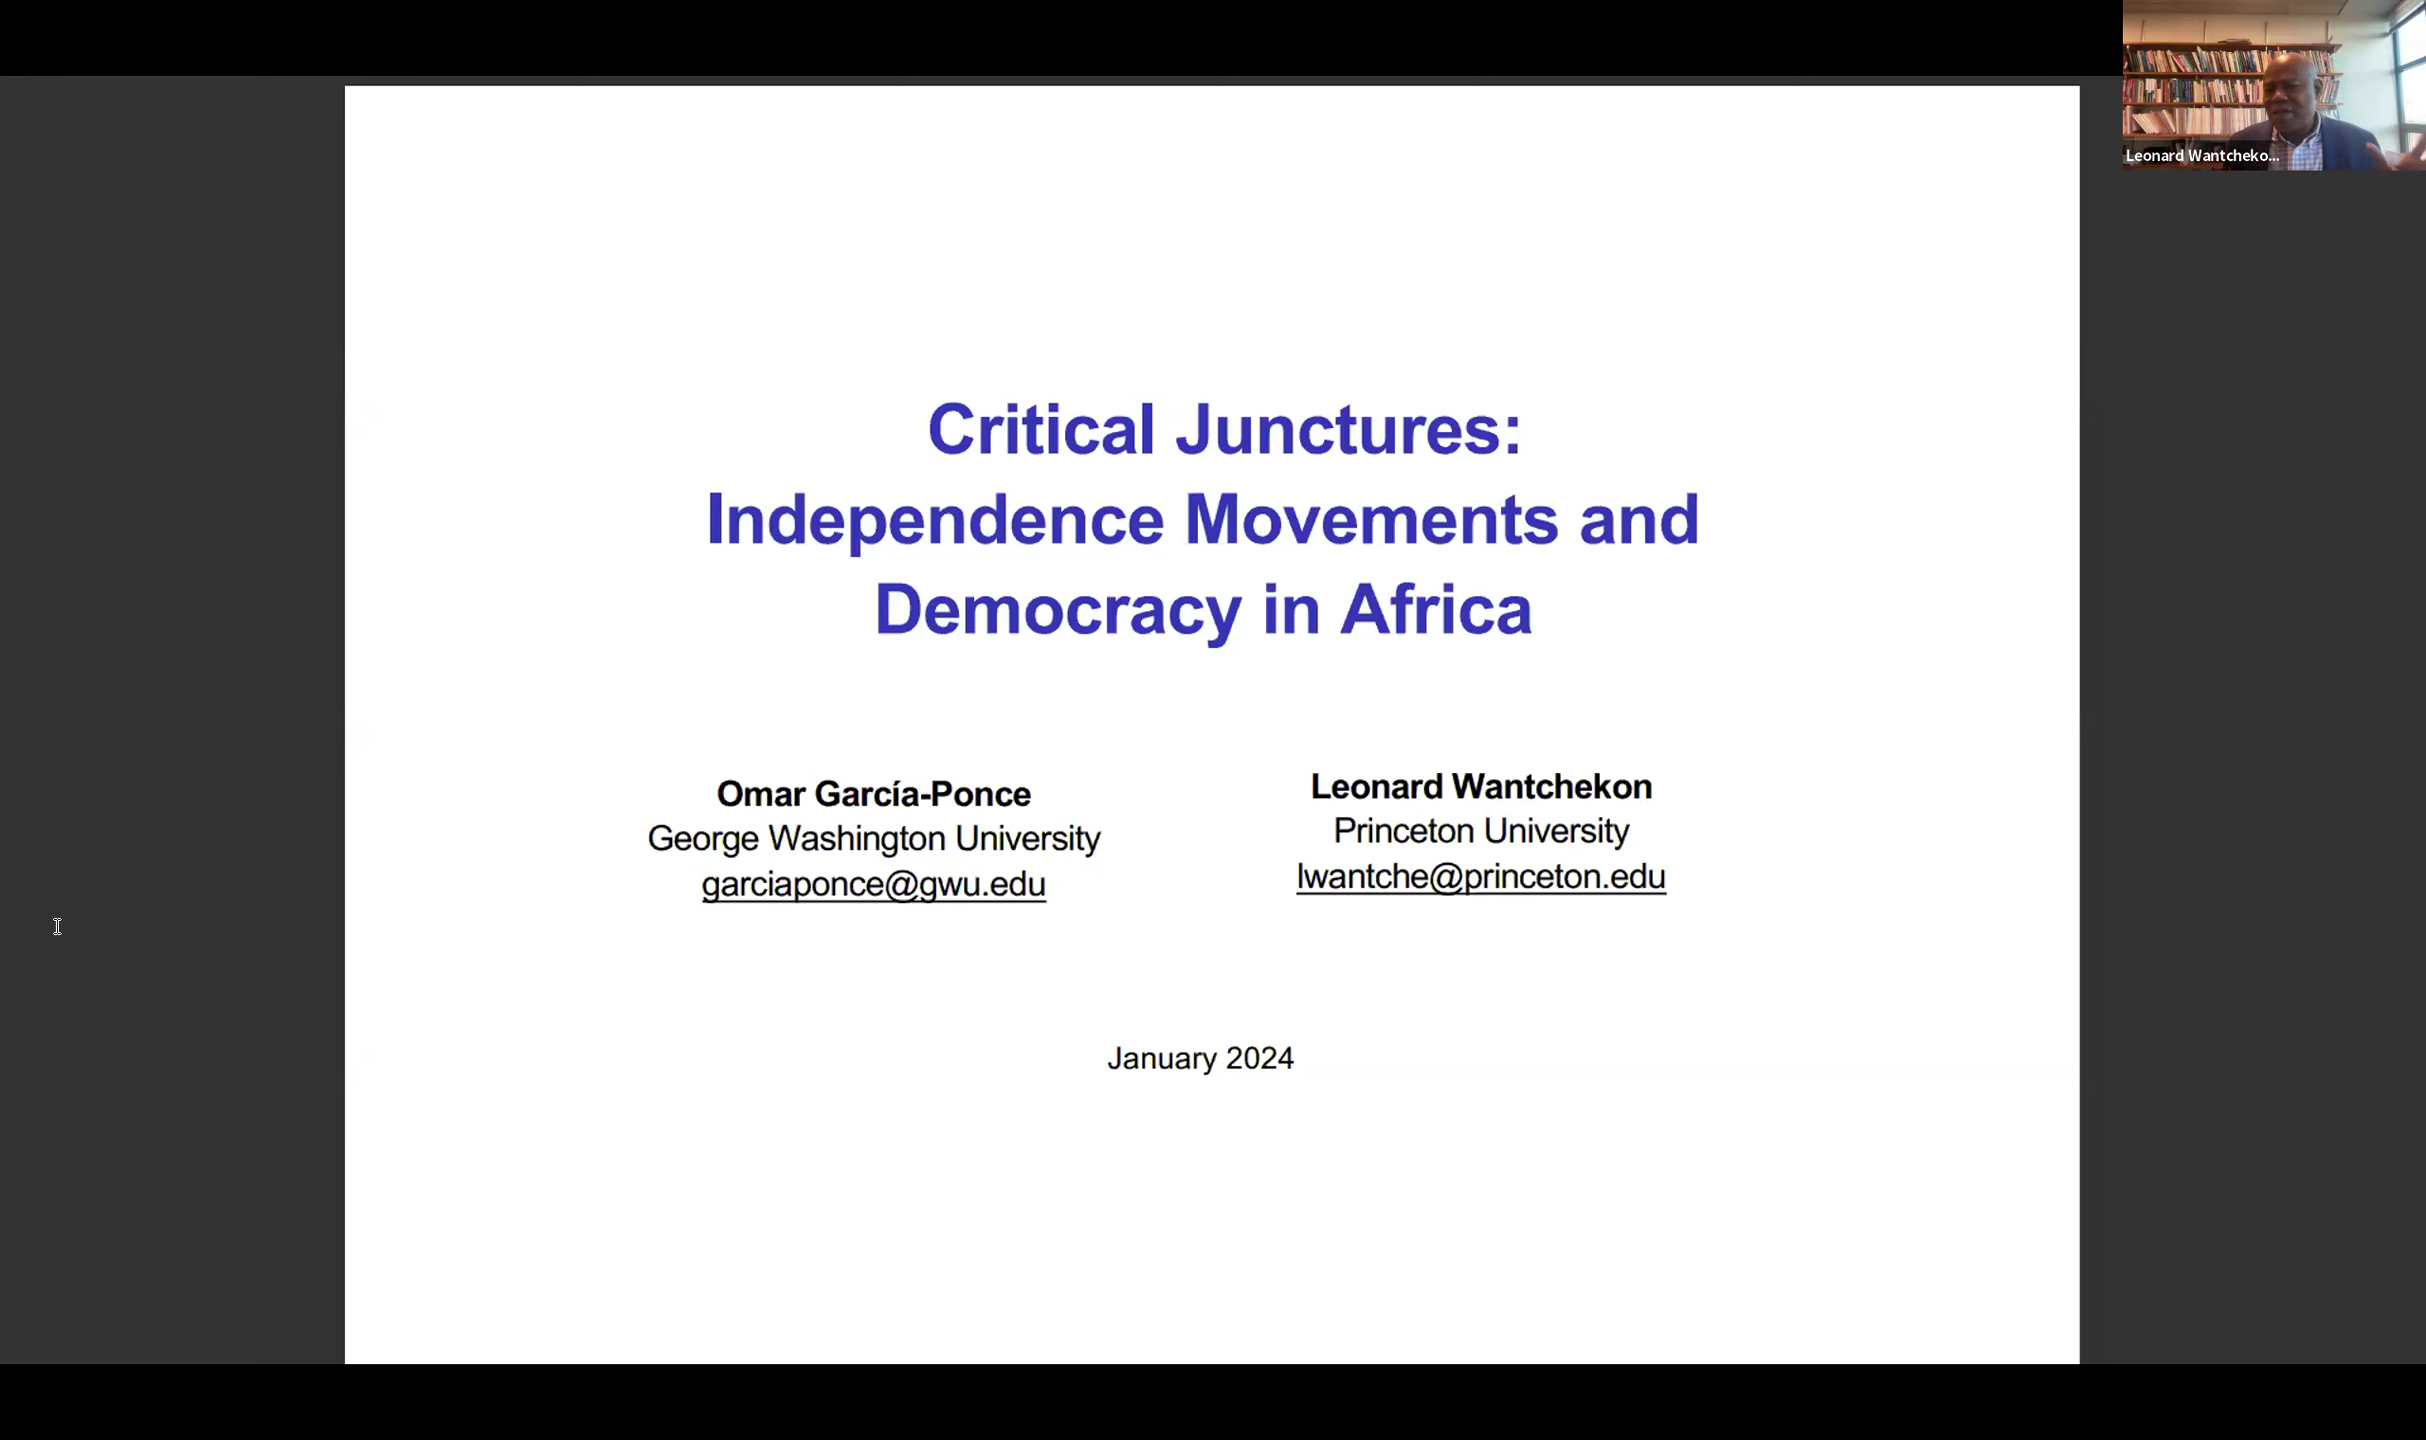 Critical Junctures:
Independence Movements and
Democracy in Africa
Omar García-Ponce
George Washington University
garciaponce@gwu.edu
Leonard Wantchekon
Princeton University
lwantche@princeton.edu
January 2024
Leonard Wantcheko...